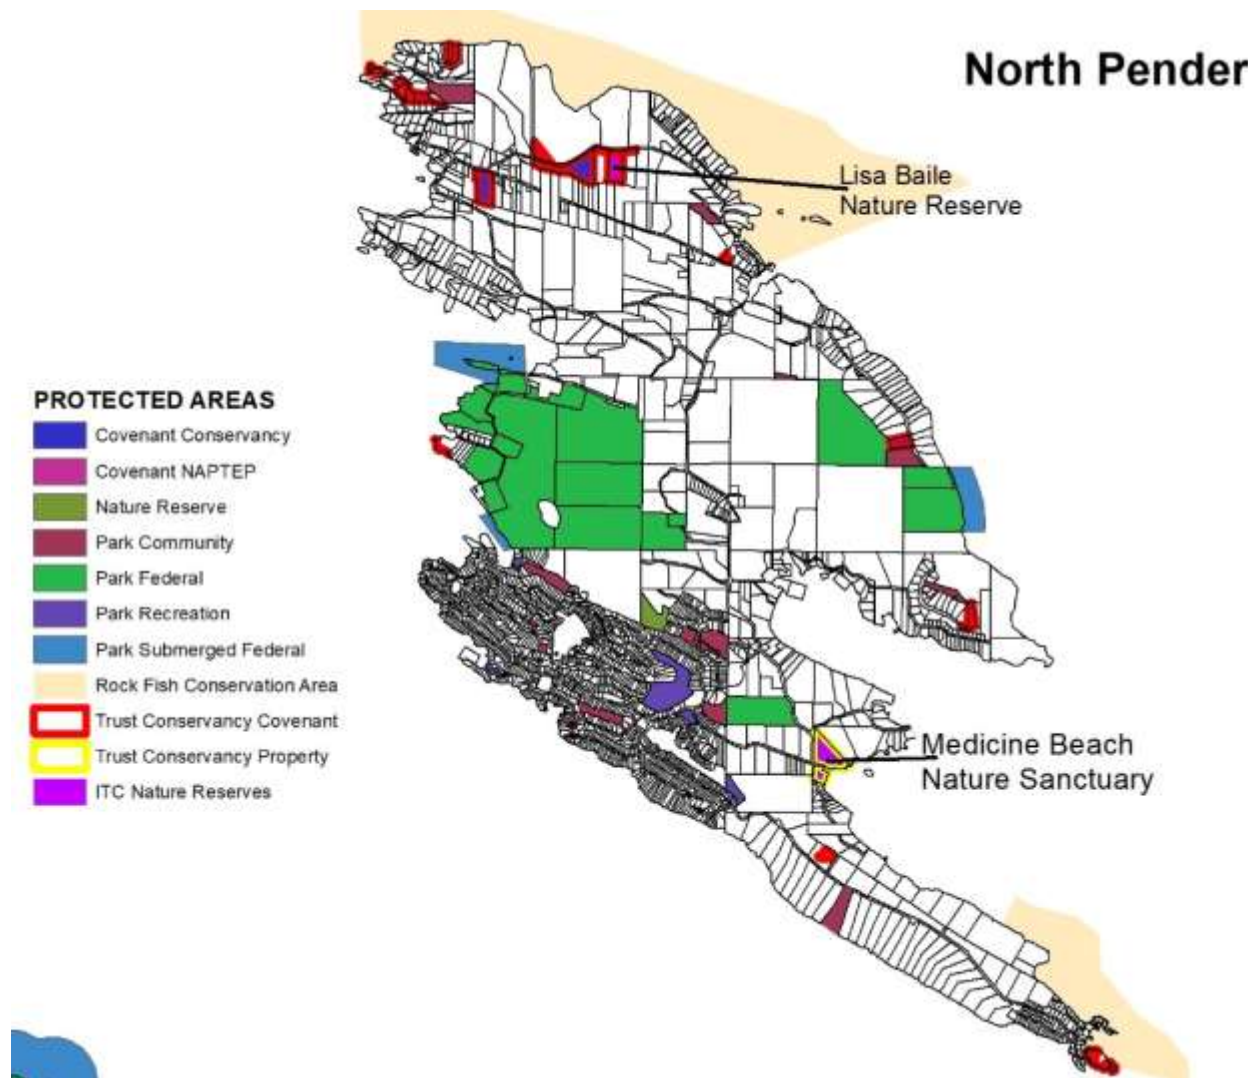 North Pender
Lisa Baile
Nature Reserve
PROTECTED AREAS
Covenant Conservancy
Covenant NAPTEP
Nature Reserve
Park Community
Park Federal
Park Recreation
Park Submerged Federal
Rock Fish Conservation Area
Trust Conservancy Covenant
Trust Conservancy Property
ITC Nature Reserves
Medicine Beach
Nature Sanctuary